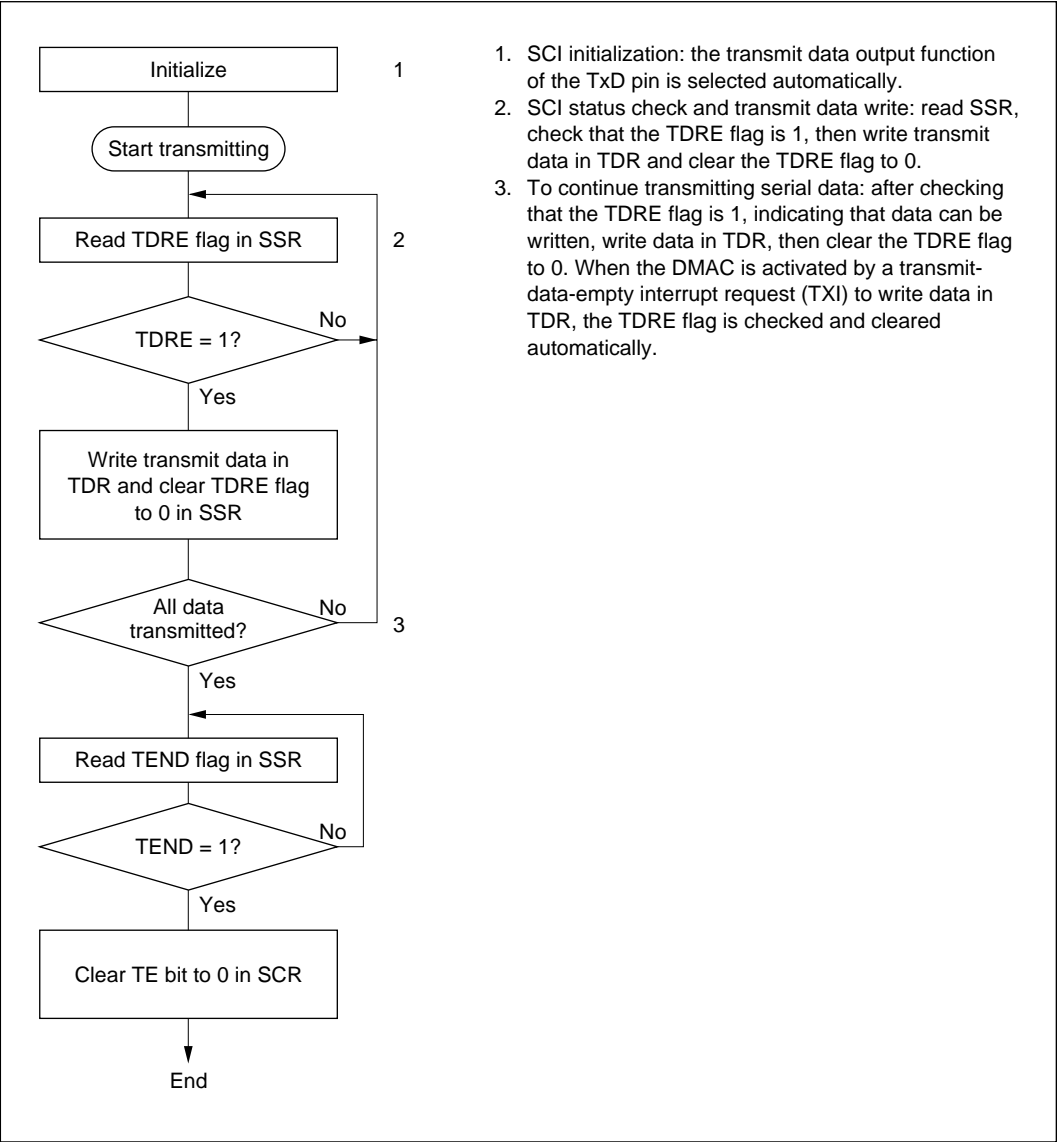 Initialize
1
Start transmitting
Read TDRE flag in SSR
2
TDRE = 1?
No
Yes
Write transmit data in
TDR and clear TDRE flag
to 0 in SSR
All data
transmitted?
No
3
Yes
Read TEND flag in SSR
TEND = 1?
No
Yes
Clear TE bit to 0 in SCR
End
1. SCI initialization: the transmit data output function
of the TxD pin is selected automatically.
2. SCI status check and transmit data write: read SSR,
check that the TDRE flag is 1, then write transmit
data in TDR and clear the TDRE flag to 0.
3. To continue transmitting serial data: after checking
that the TDRE flag is 1, indicating that data can be
written, write data in TDR, then clear the TDRE flag
to 0. When the DMAC is activated by a transmit-
data-empty interrupt request (TXI) to write data in
TDR, the TDRE flag is checked and cleared
automatically.